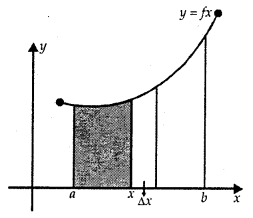 y = fx
y
a x Δx b x